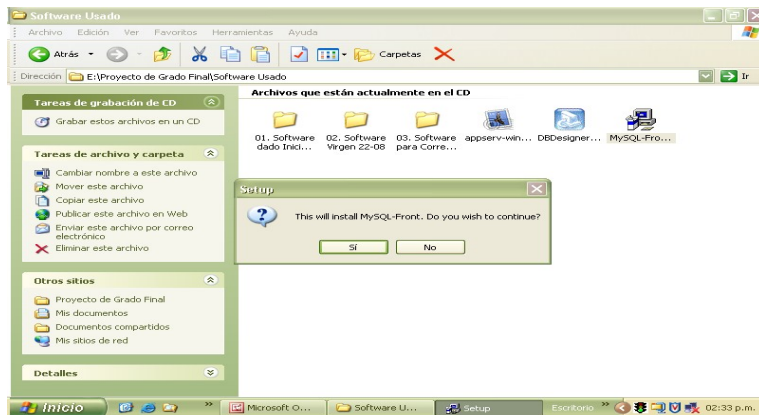 Software Usado
Archivo Edición Ver Favoritos Herramientas Ayuda
Atrás Carpetas
Dirección E:\Proyecto de Grado Final\Software Usado Ir
Tareas de grabación de CD
Grabar estos archivos en un CD
Tareas de archivo y carpeta
Cambiar nombre a este archivo
Mover este archivo
Copiar este archivo
Publicar este archivo en Web
Enviar este archivo por correo
electrónico
Eliminar este archivo
Otros sitios
Proyecto de Grado Final
Mis documentos
Documentos compartidos
Mis sitios de red
Detalles
Archivos que están actualmente en el CD
01. Software
dado Inici...
02. Software
Virgen 22-08
03. Software
para Corre...
appserv-win...
DBDesigner...
MySQL-Fro...
Setup
This will install MySQL-Front. Do you wish to continue?
Sí No
Inicio » Microsoft O... Software U... Setup Escritorio » 02:33 p.m.